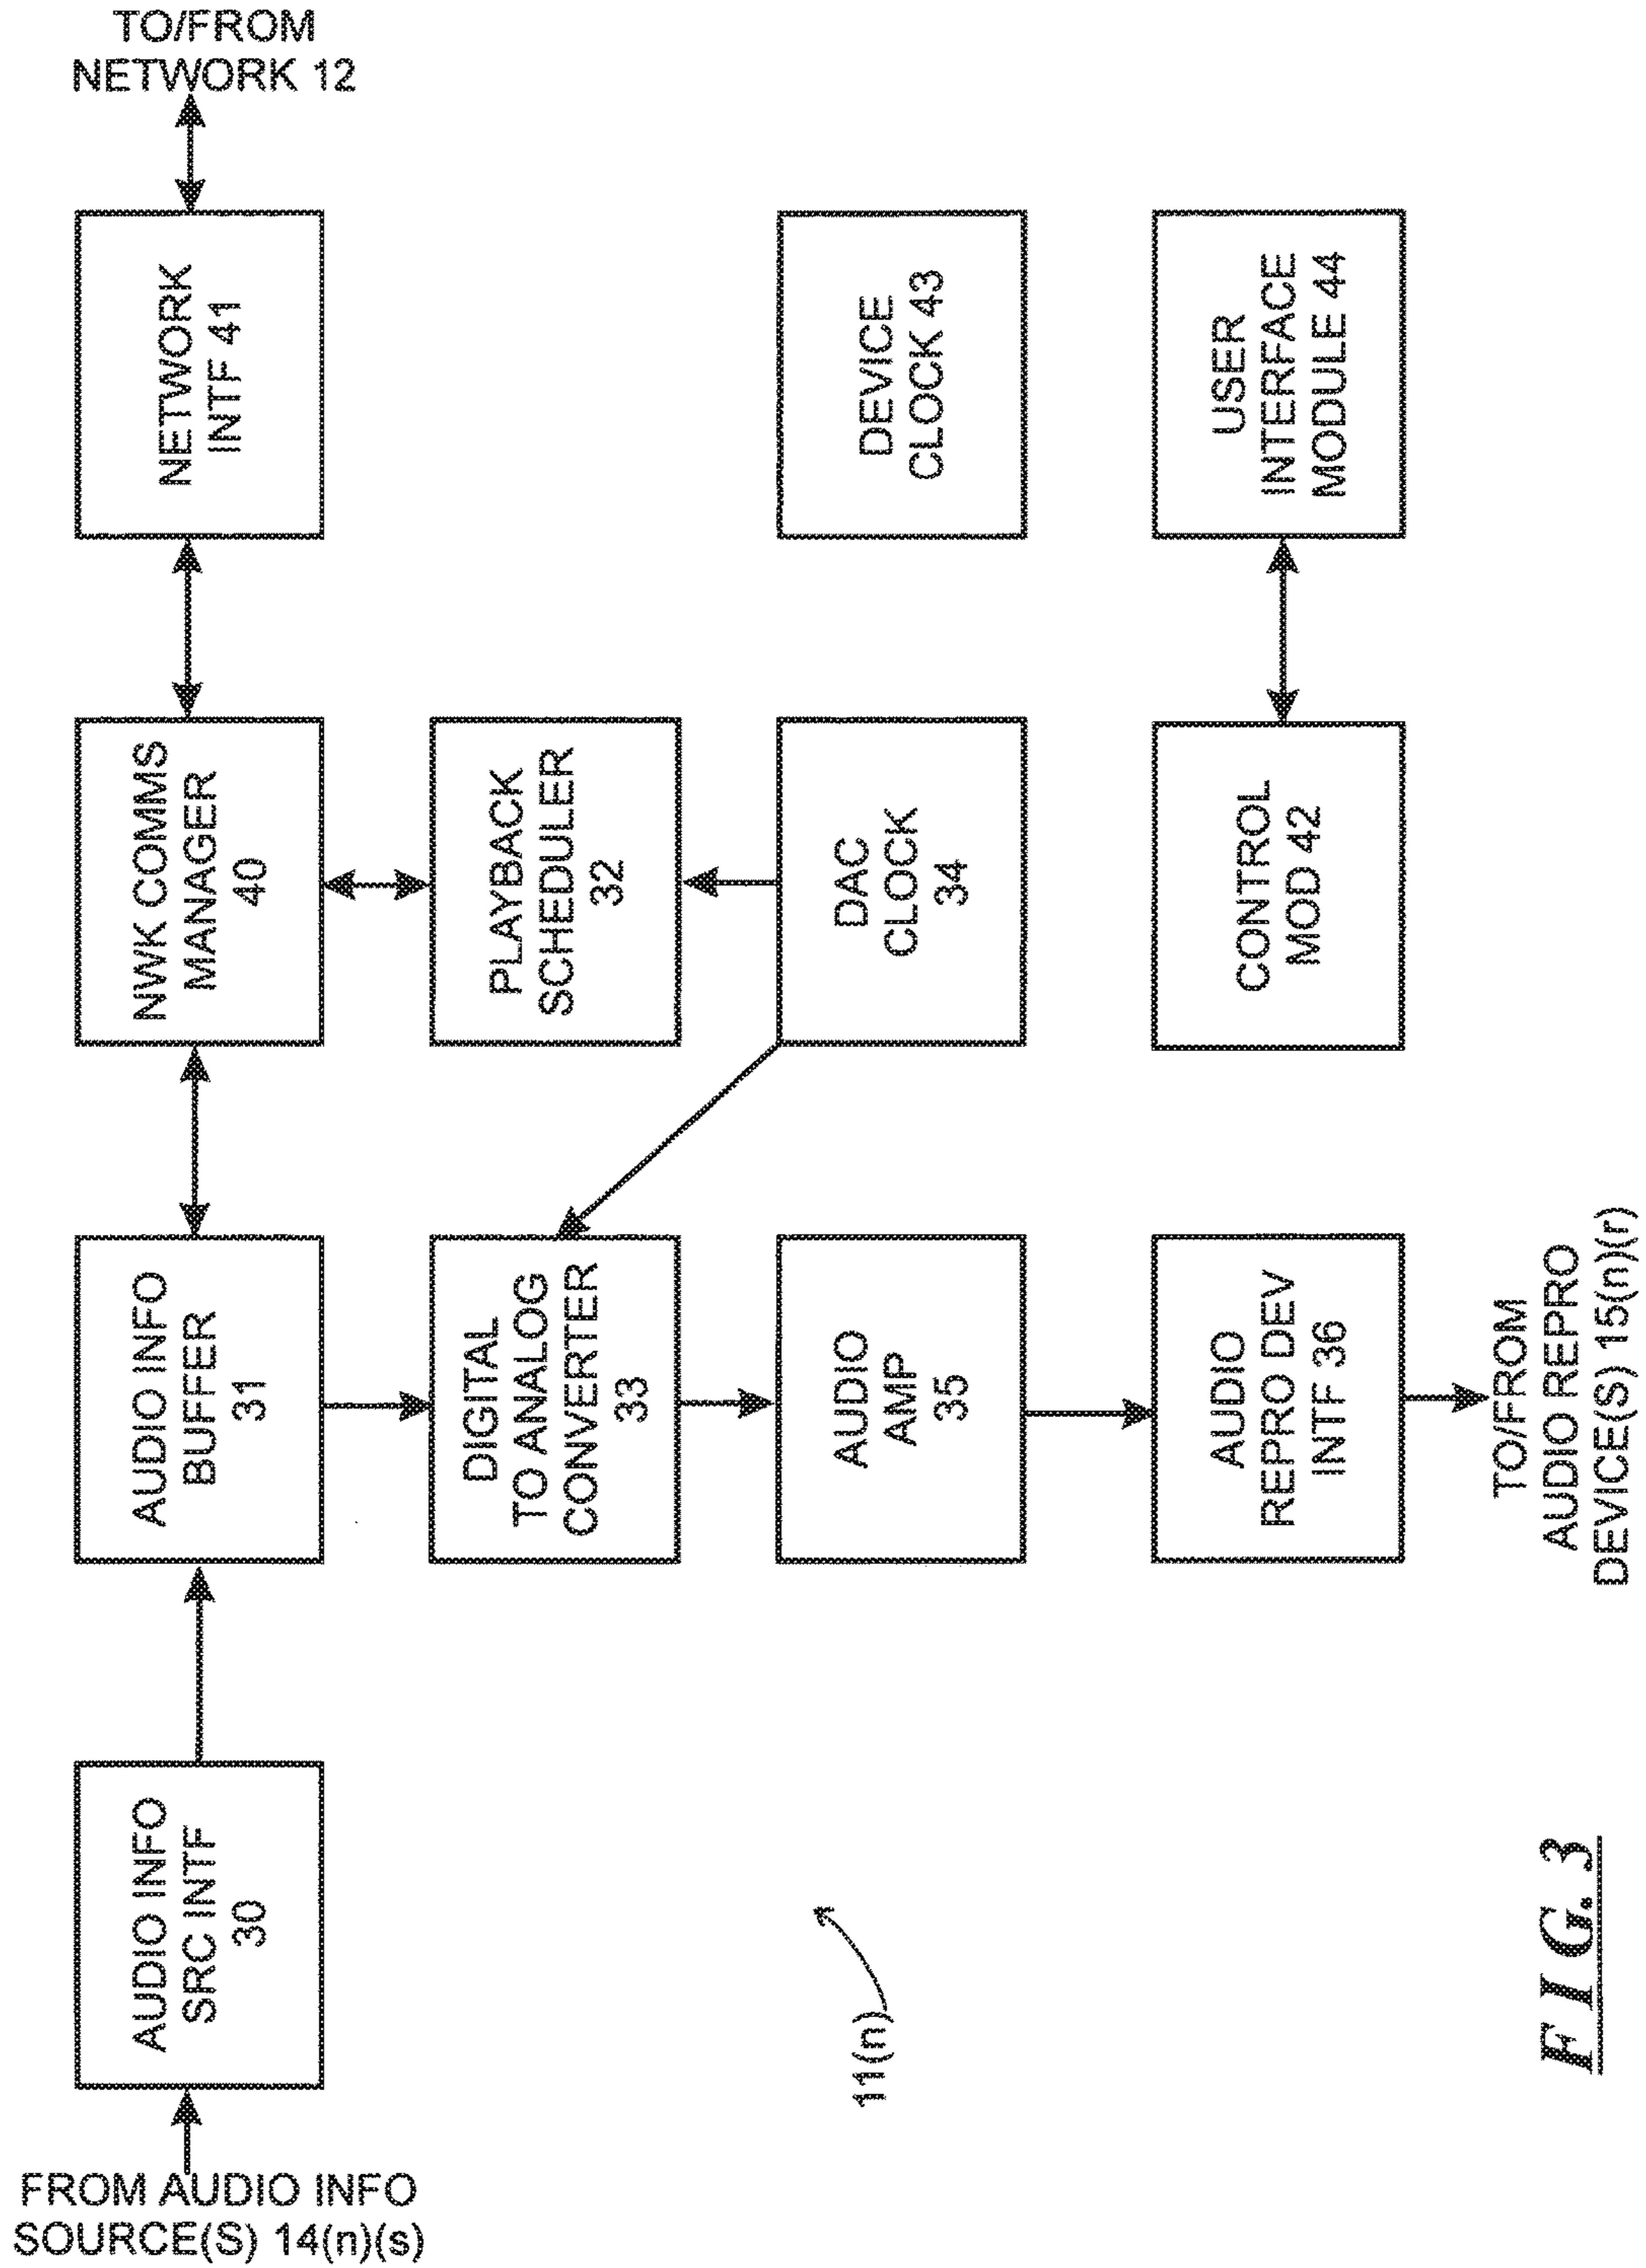 TO/FROM
NETWORK 12
FROM AUDIO INFO
SOURCE(S) 14(n)(s)
AUDIO INFO
SRC INTF
30
AUDIO INFO
BUFFER
31
NWK COMMS
MANAGER
40
NETWORK
INTF 41
DIGITAL
TO ANALOG
CONVERTER
33
PLAYBACK
SCHEDULER
32
AUDIO
AMP
35
DAC
CLOCK
34
DEVICE
CLOCK 43
AUDIO
REPRO DEV
INTF 36
CONTROL
MOD 42
USER
INTERFACE
MODULE 44
11(n)
TO/FROM
AUDIO REPRO
DEVICE(S) 15(n)(r)
FIG. 3